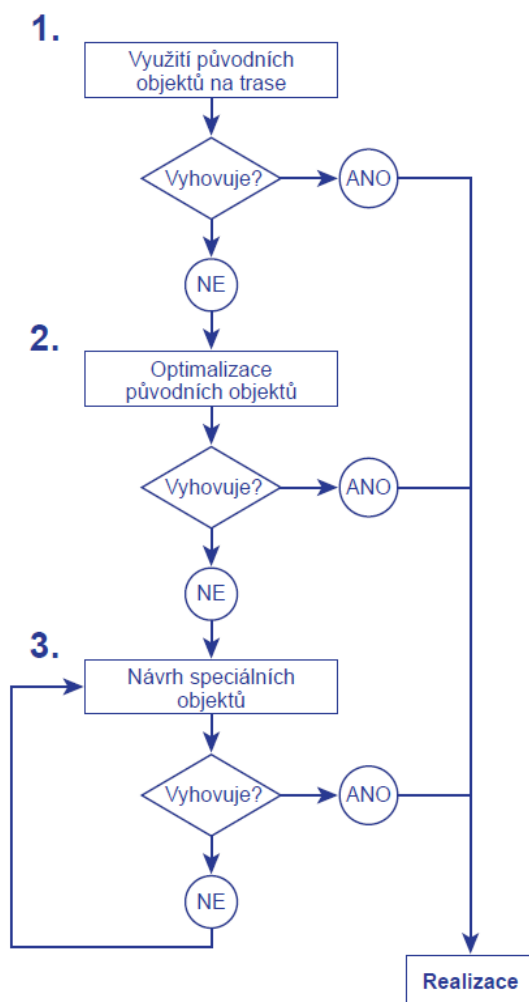 1.
Využití původních
objektů na trase
Vyhovuje?
ANO
NE
2.
Optimalizace
původních objektů
Vyhovuje?
ANO
NE
3.
Návrh speciálních
objektů
Vyhovuje?
ANO
NE
Realizace